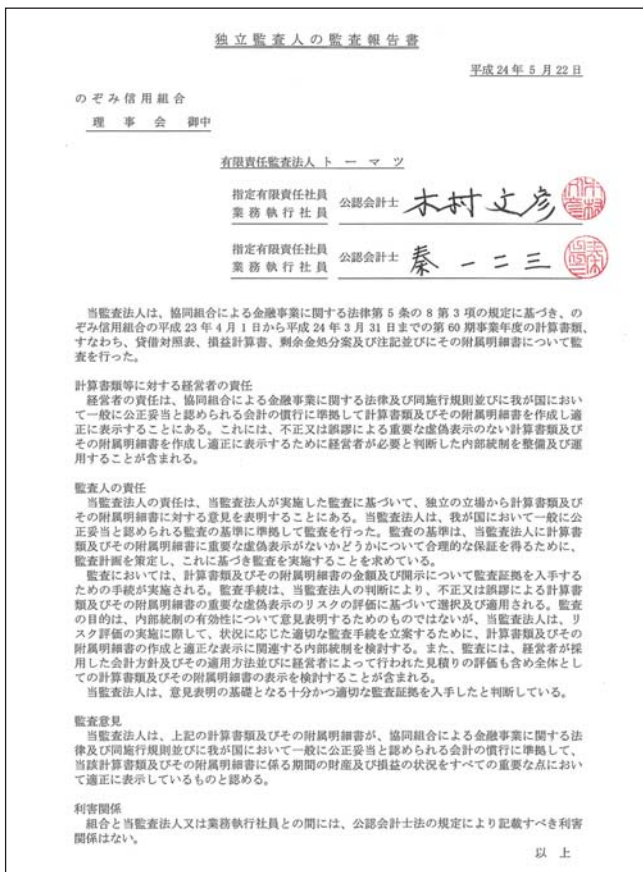 独立監査人の監査報告書
平成24年5月22日
のぞみ信用組合
理事会 御中
有限責任監査法人 トーマツ
指定有限責任社員
業務執行社員 公認会計士 木村文彦
指定有限責任社員
業務執行社員 公認会計士 秦一二三
当監査法人は、協同組合による金融事業に関する法律第5条の8第3項の規定に基づき、の
ぞみ信用組合の平成23年4月1日から平成24年3月31日までの第60期事業年度の計算書類、
すなわち、貸借対照表、損益計算書、剰余金処分案及び注記並びにその附属明細書について監
査を行った。
計算書類等に対する経営者の責任
経営者の責任は、協同組合による金融事業に関する法律及び同施行規則並びに我が国におい
て一般に公正妥当と認められる会計の慣行に準拠して計算書類及びその附属明細書を作成し適
正に表示することにある。これには、不正又は誤謬による重要な虚偽表示のない計算書類及び
その附属明細書を作成し適正に表示するために経営者が必要と判断した内部統制を整備及び運
用することが含まれる。
監査人の責任
当監査法人の責任は、当監査法人が実施した監査に基づいて、独立の立場から計算書類及び
その附属明細書に対する意見を表明することにある。当監査法人は、我が国において一般に公
正妥当と認められる監査の基準に準拠して監査を行った。監査の基準は、当監査法人に計算書
類及びその附属明細書に重要な虚偽表示がないかどうかについて合理的な保証を得るために、
監査計画を策定し、これに基づき監査を実施することを求めている。
監査においては、計算書類及びその附属明細書の金額及び開示について監査証拠を入手する
ための手続が実施される。監査手続は、当監査法人の判断により、不正又は誤謬による計算書
類及びその附属明細書の重要な虚偽表示のリスクの評価に基づいて選択及び適用される。監査
の目的は、内部統制の有効性について意見表明するためのものではないが、当監査法人は、リ
スク評価の実施に際して、状況に応じた適切な監査手続を立案するために、計算書類及びその
附属明細書の作成と適正な表示に関連する内部統制を検討する。また、監査には、経営者が採
用した会計方針及びその適用方法並びに経営者によって行われた見積りの評価も含め全体とし
ての計算書類及びその附属明細書の表示を検討することが含まれる。
当監査法人は、意見表明の基礎となる十分かつ適切な監査証拠を入手したと判断している。
監査意見
当監査法人は、上記の計算書類及びその附属明細書が、協同組合による金融事業に関する法
律及び同施行規則並びに我が国において一般に公正妥当と認められる会計の慣行に準拠して、
当該計算書類及びその附属明細書に係る期間の財産及び損益の状況をすべての重要な点におい
て適正に表示しているものと認める。
利害関係
組合と当監査法人又は業務執行社員との間には、公認会計士法の規定により記載すべき利害
関係はない。
以上